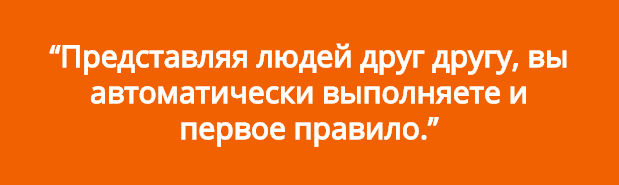 “Представляя людей друг другу, вы
автоматически выполняете и
первое правило.”